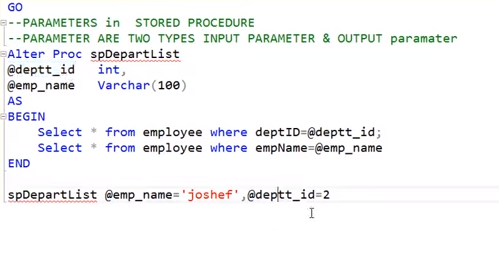 GO
--PARAMETERS in  STORED PROCEDURE
--PARAMETER ARE TWO TYPES INPUT PARAMETER & OUTPUT paramater
Alter Proc spDepartList
@deptt_id   int,
@emp_name   Varchar(100)
AS
BEGIN
    Select * from employee where deptID=@deptt_id;
    Select * from employee where empName=@emp_name
END
spDepartList @emp_name='joshef',@deptt_id=2